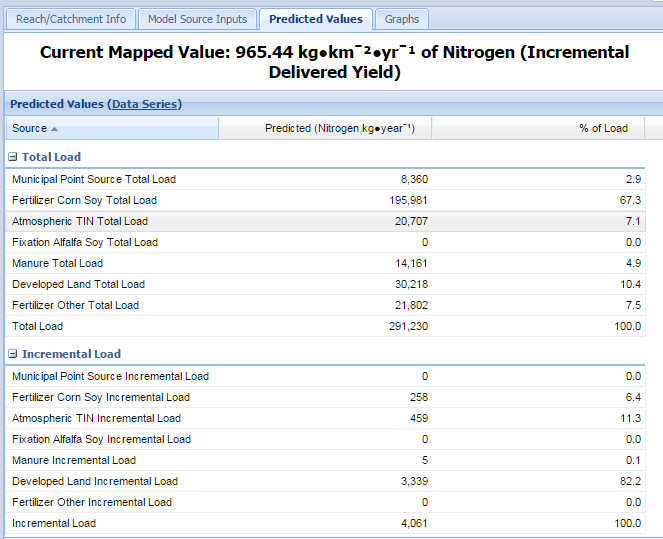 Reach/Catchment Info Model Source Inputs Predicted Values Graphs
Current Mapped Value: 965.44 kg●km¯²●yr¯¹ of Nitrogen (Incremental
Delivered Yield)
Predicted Values (Data Series)
Source Predicted (Nitrogen kg●year¯¹) % of Load
Total Load
Municipal Point Source Total Load 8,360 2.9
Fertilizer Corn Soy Total Load 195,981 67.3
Atmospheric TIN Total Load 20,707 7.1
Fixation Alfalfa Soy Total Load 0 0.0
Manure Total Load 14,161 4.9
Developed Land Total Load 30,218 10.4
Fertilizer Other Total Load 21,802 7.5
Total Load 291,230 100.0
Incremental Load
Municipal Point Source Incremental Load 0 0.0
Fertilizer Corn Soy Incremental Load 258 6.4
Atmospheric TIN Incremental Load 459 11.3
Fixation Alfalfa Soy Incremental Load 0 0.0
Manure Incremental Load 5 0.1
Developed Land Incremental Load 3,339 82.2
Fertilizer Other Incremental Load 0 0.0
Incremental Load 4,061 100.0